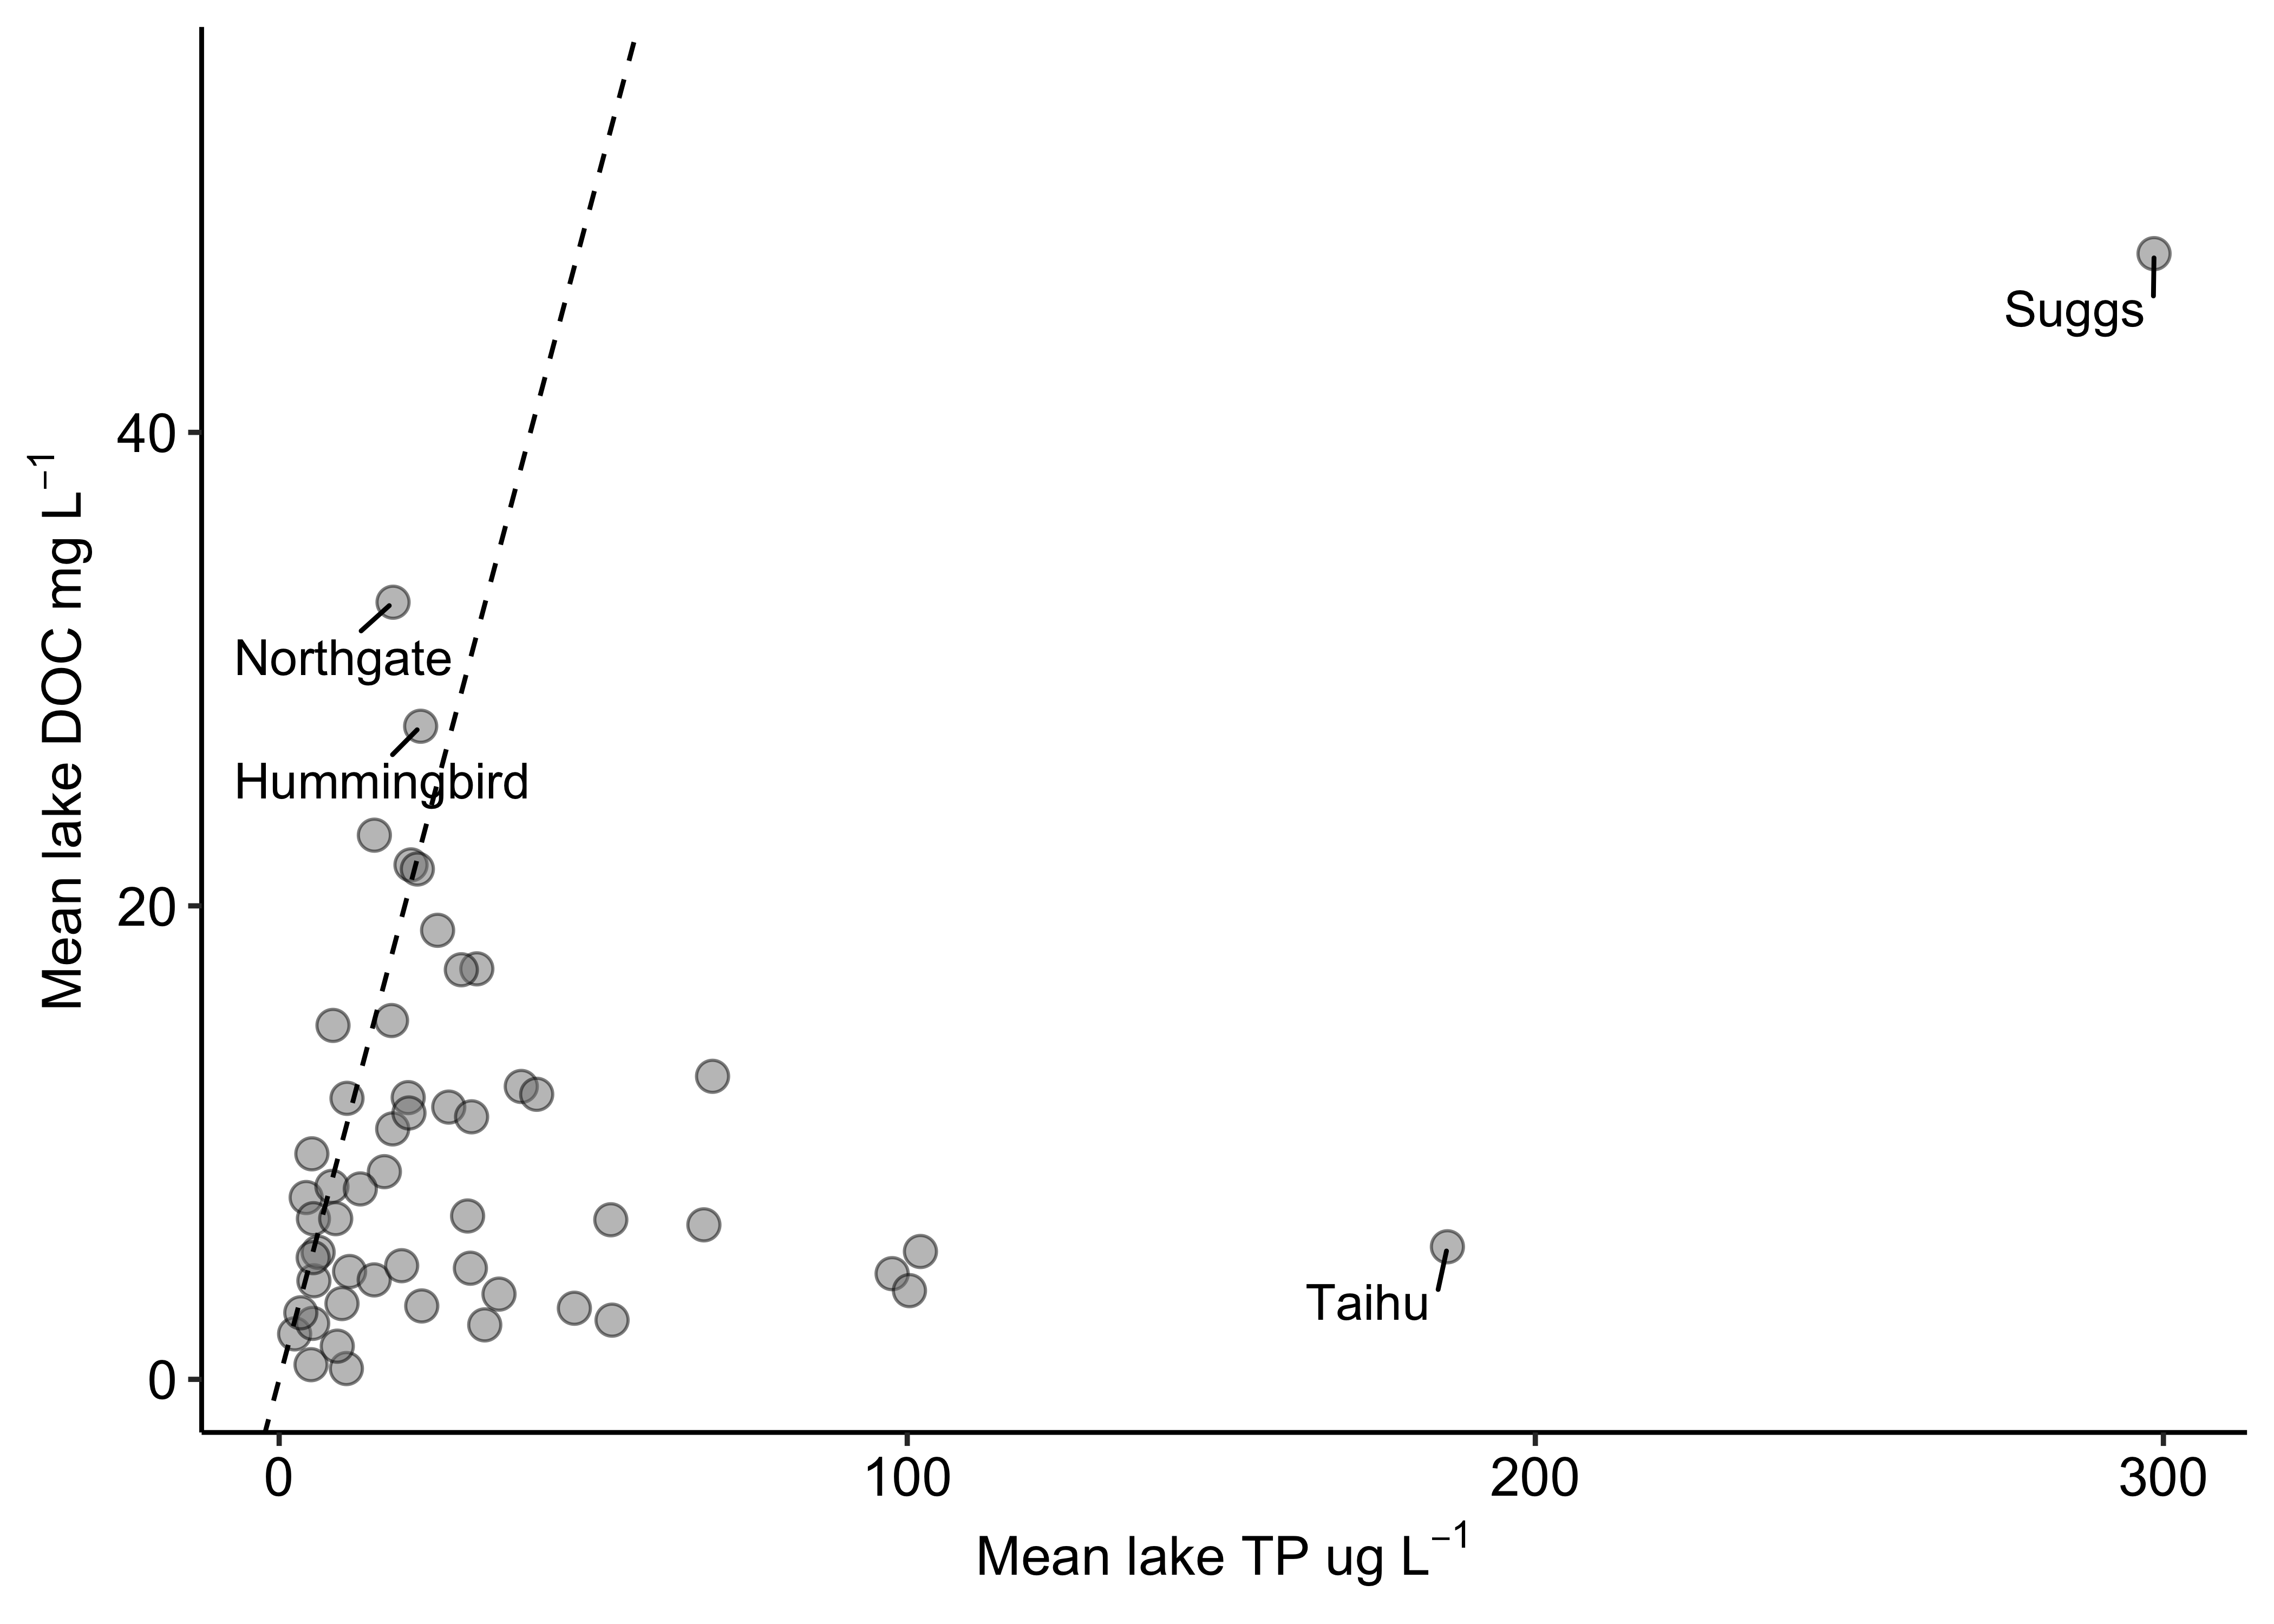 Mean lake DOC mg L⁻¹
40
20
0
Suggs
Northgate
Hummingbird
Taihu
0 100 200 300
Mean lake TP ug L⁻¹